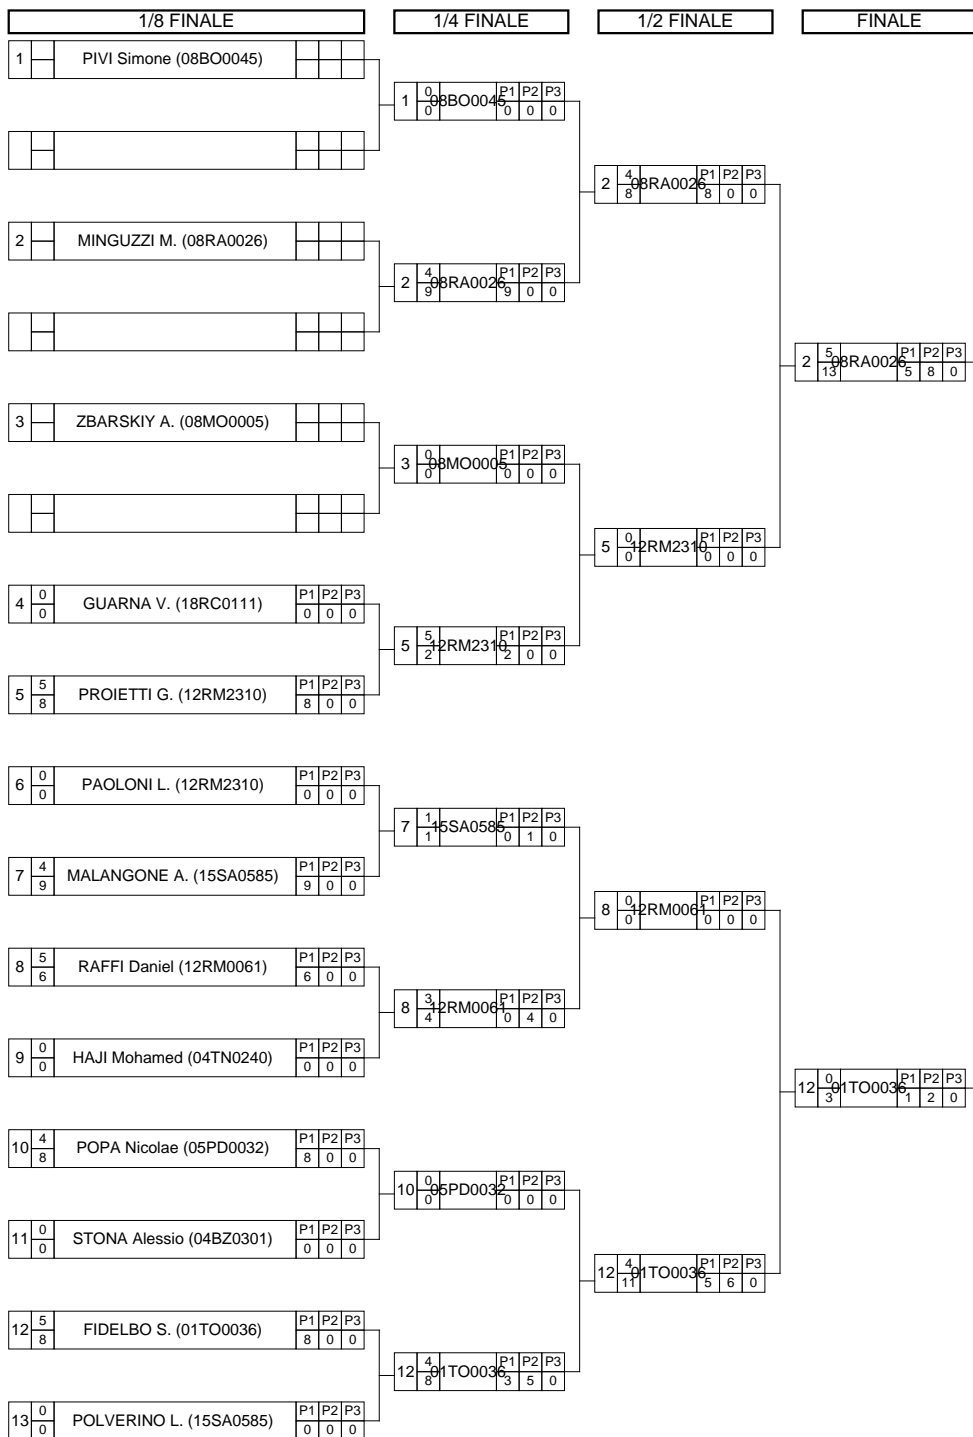 1/8 FINALE 1/4 FINALE 1/2 FINALE FINALE
1 PIVI Simone (08BO0045)
1 0 08BO0045 P1 P2 P3
0 0 0 0
2 4 08RA0026 P1 P2 P3
8 8 0 0
2 MINGUZZI M. (08RA0026)
2 4 08RA0026 P1 P2 P3
9 9 0 0
2 5 08RA0026 P1 P2 P3
13 5 8 0
3 ZBARSKIY A. (08MO0005)
3 0 08MO0005 P1 P2 P3
0 0 0 0
5 0 12RM2310 P1 P2 P3
0 0 0 0
4 0 GUARNA V. (18RC0111) P1 P2 P3
0 0 0 0
5 5 12RM2310 P1 P2 P3
2 2 0 0
5 5 PROIETTI G. (12RM2310) P1 P2 P3
8 8 0 0
6 0 PAOLONI L. (12RM2310) P1 P2 P3
0 0 0 0
7 1 15SA0585 P1 P2 P3
1 0 1 0
7 4 MALANGONE A. (15SA0585) P1 P2 P3
9 9 0 0
8 0 12RM0061 P1 P2 P3
0 0 0 0
8 5 RAFFI Daniel (12RM0061) P1 P2 P3
6 6 0 0
8 3 12RM0061 P1 P2 P3
4 0 4 0
9 0 HAJI Mohamed (04TN0240) P1 P2 P3
0 0 0 0
12 0 01TO0036 P1 P2 P3
3 1 2 0
10 4 POPA Nicolae (05PD0032) P1 P2 P3
8 8 0 0
10 0 05PD0032 P1 P2 P3
0 0 0 0
11 0 STONA Alessio (04BZ0301) P1 P2 P3
0 0 0 0
12 4 01TO0036 P1 P2 P3
11 5 6 0
12 5 FIDELBO S. (01TO0036) P1 P2 P3
8 8 0 0
12 4 01TO0036 P1 P2 P3
8 3 5 0
13 0 POLVERINO L. (15SA0585) P1 P2 P3
0 0 0 0